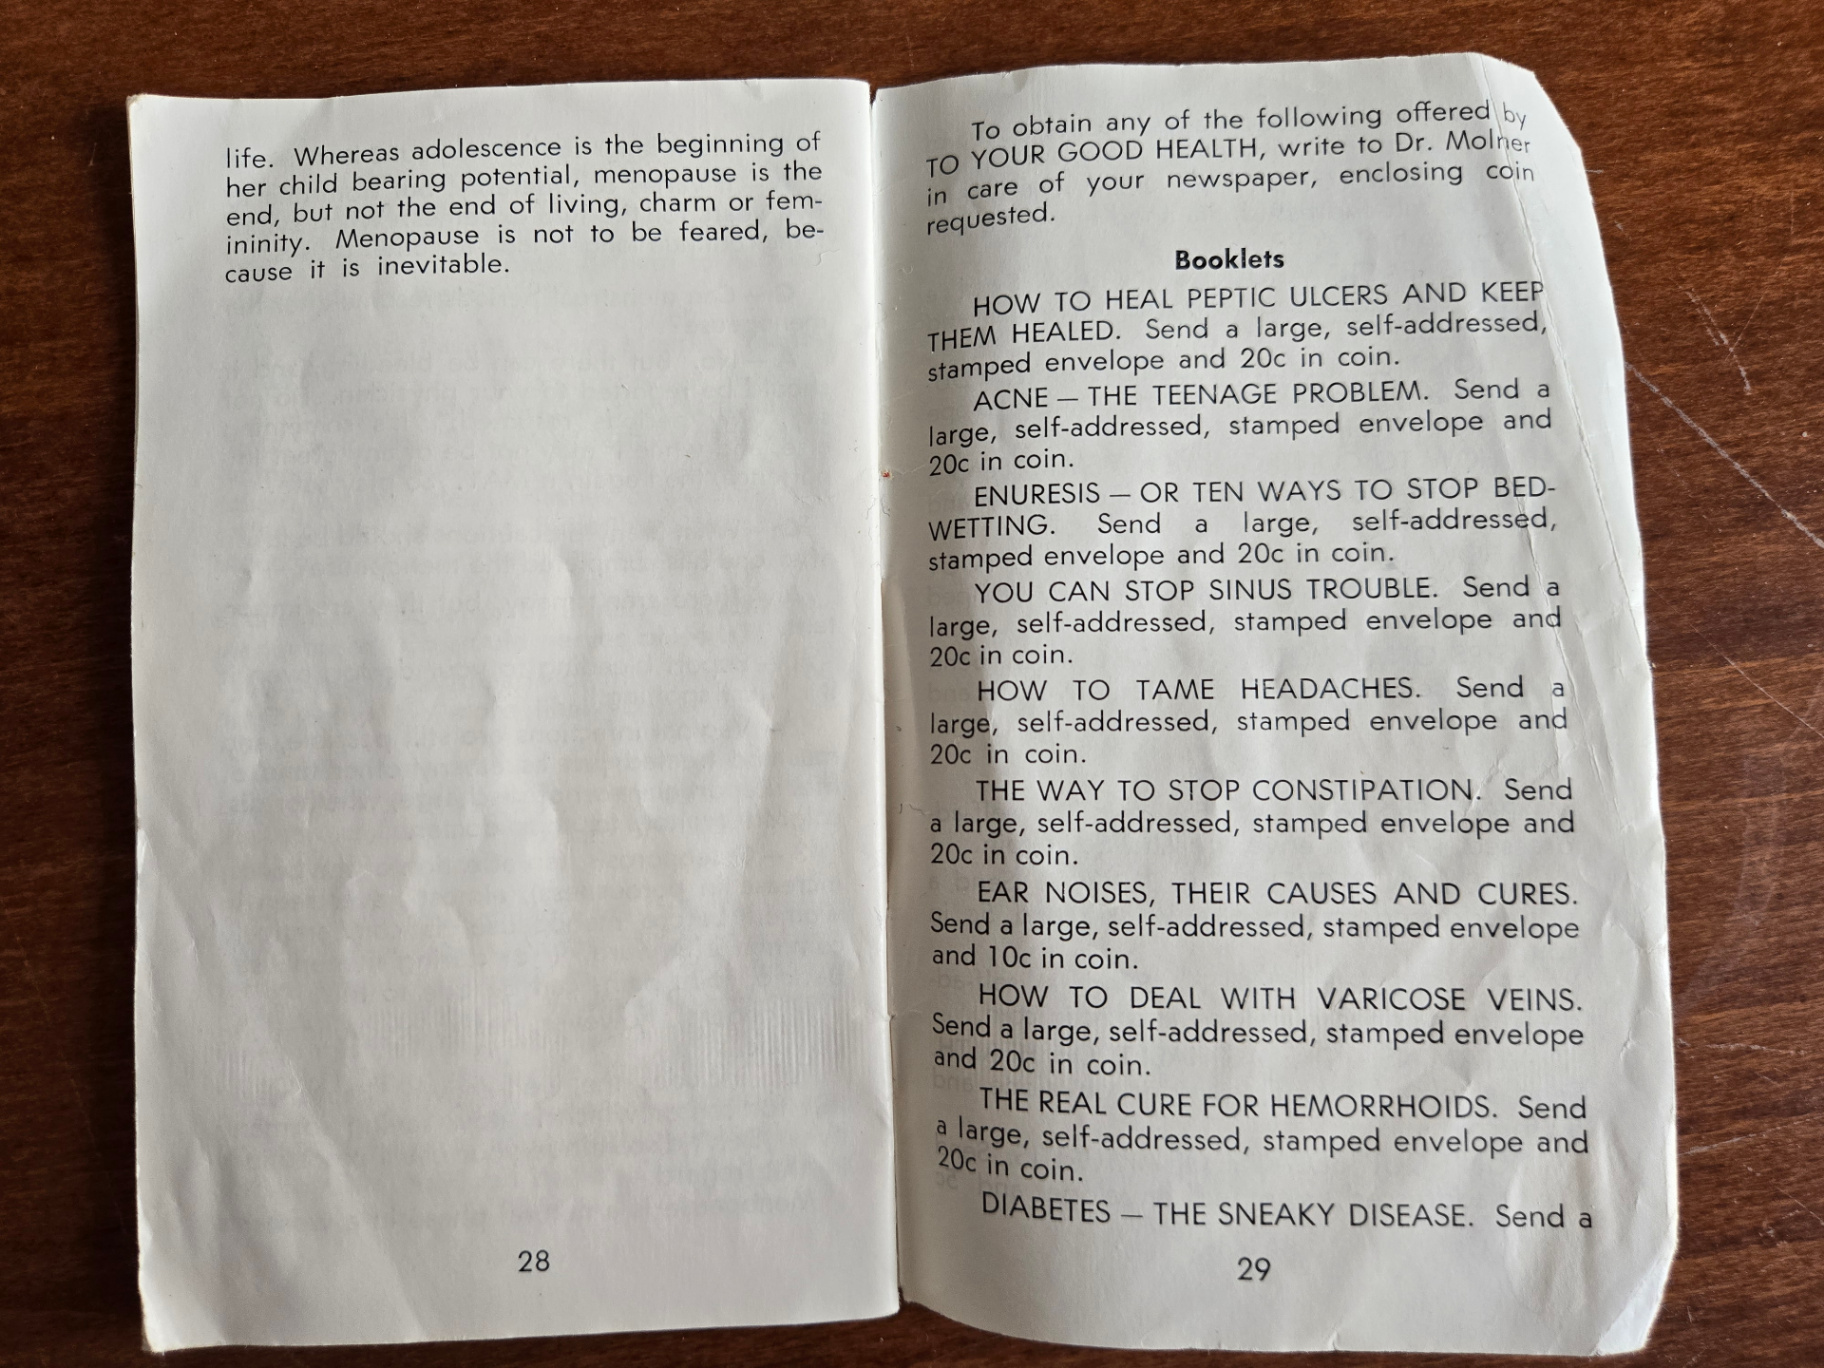 life. Whereas adolescence is the beginning of
her child bearing potential, menopause is the
end, but not the end of living, charm or fem-
ininity. Menopause is not to be feared, be-
cause it is inevitable.
28
To obtain any of the following offered by
TO YOUR GOOD HEALTH, write to Dr. Molner
in care of your newspaper, enclosing coin
requested.
Booklets
HOW TO HEAL PEPTIC ULCERS AND KEEP
THEM HEALED. Send a large, self-addressed,
stamped envelope and 20c in coin.
ACNE — THE TEENAGE PROBLEM. Send a
large, self-addressed, stamped envelope and
20c in coin.
ENURESIS — OR TEN WAYS TO STOP BED-
WETTING. Send a large, self-addressed,
stamped envelope and 20c in coin.
YOU CAN STOP SINUS TROUBLE. Send a
large, self-addressed, stamped envelope and
20c in coin.
HOW TO TAME HEADACHES. Send a
large, self-addressed, stamped envelope and
20c in coin.
THE WAY TO STOP CONSTIPATION. Send
a large, self-addressed, stamped envelope and
20c in coin.
EAR NOISES, THEIR CAUSES AND CURES.
Send a large, self-addressed, stamped envelope
and 10c in coin.
HOW TO DEAL WITH VARICOSE VEINS.
Send a large, self-addressed, stamped envelope
and 20c in coin.
THE REAL CURE FOR HEMORRHOIDS. Send
a large, self-addressed, stamped envelope and
20c in coin.
DIABETES — THE SNEAKY DISEASE. Send a
29